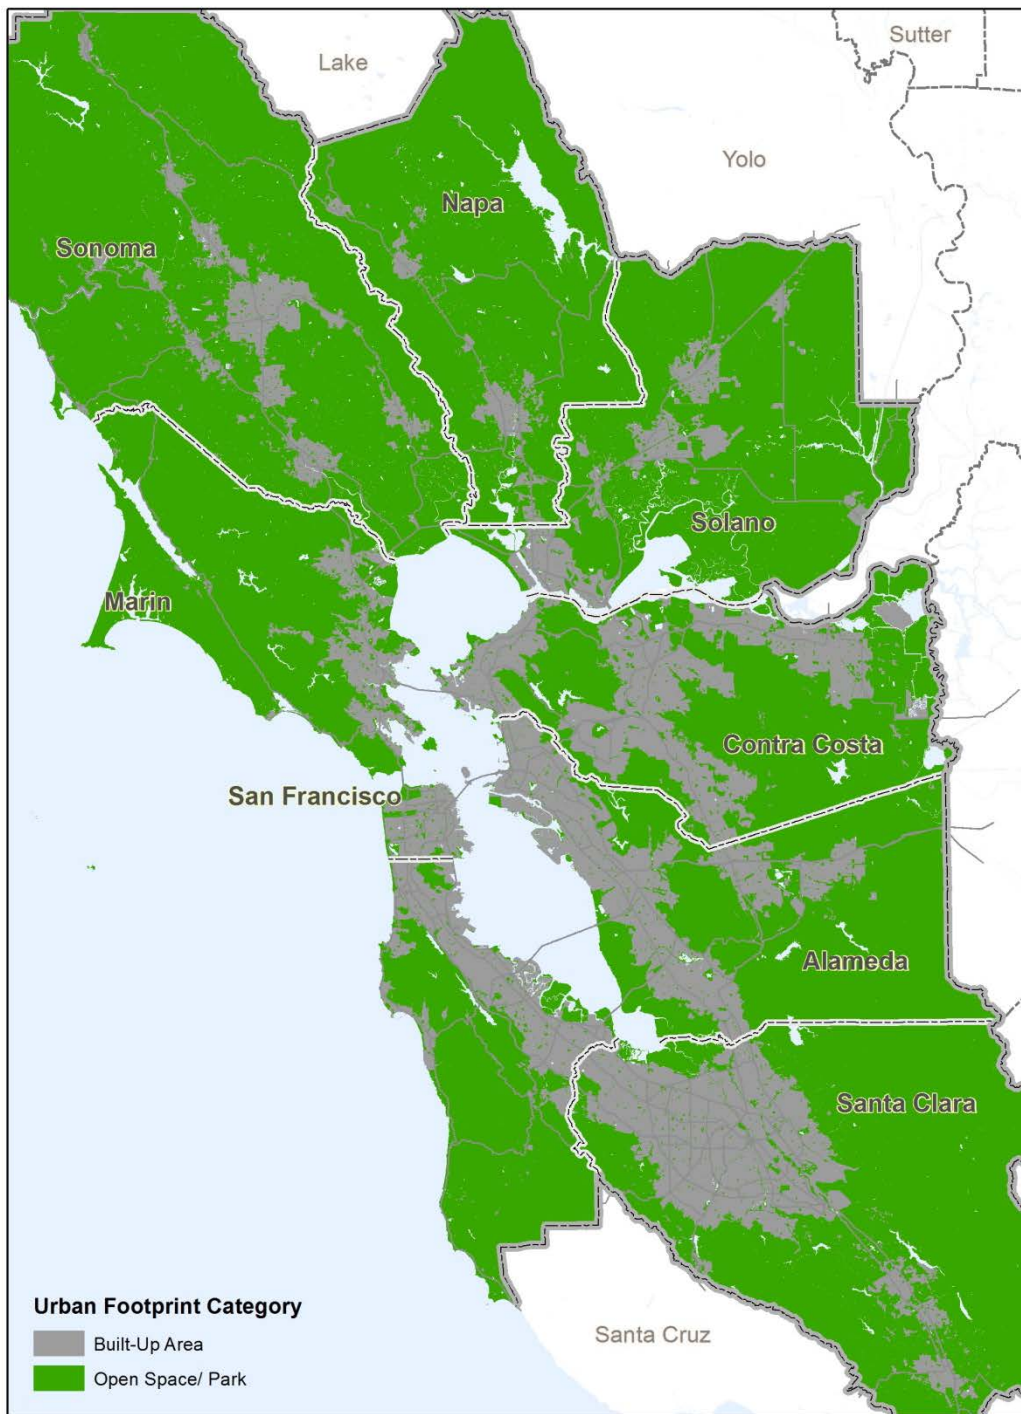 Sutter
Lake
Yolo
Napa
Sonoma
Solano
Marin
Contra Costa
San Francisco
Alameda
Santa Clara
Urban Footprint Category
Built-Up Area
Open Space/ Park
Santa Cruz